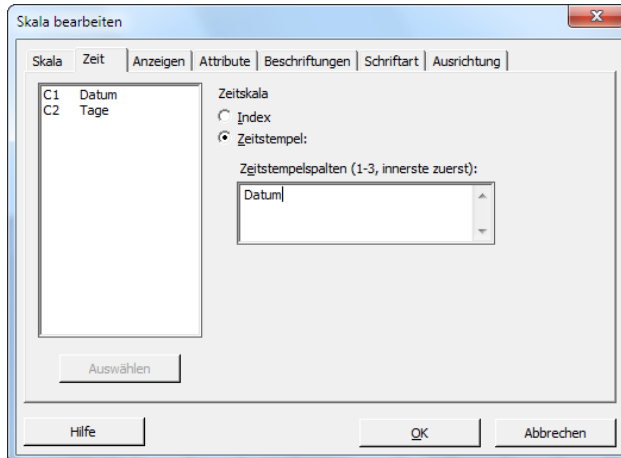 Skala bearbeiten
x
Skala Zeit Anzeigen Attribute Beschriftungen Schriftart Ausrichtung
C1 Datum
C2 Tage
Zeitskala
Index
Zeitstempel:
Zeitstempelspalten (1-3, innerste zuerst):
Datum
Auswählen
Hilfe OK Abbrechen